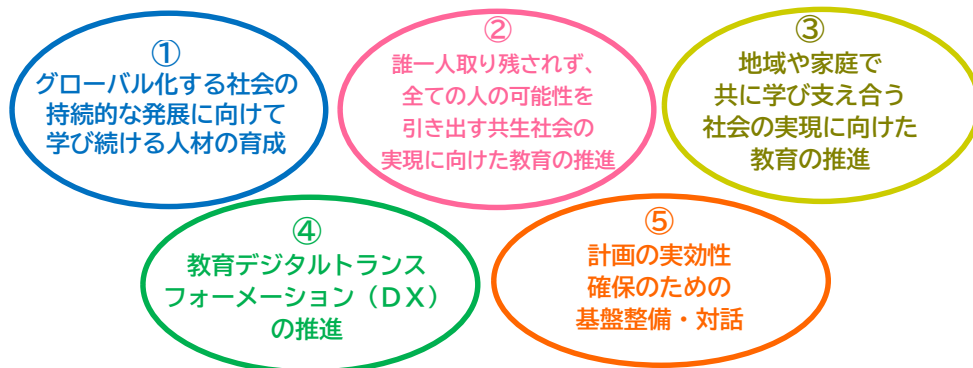 ①
グローバル化する社会の
持続的な発展に向けて
学び続ける人材の育成
②
誰一人取り残されず、
全ての人の可能性を
引き出す共生社会の
実現に向けた教育の推進
③
地域や家庭で
共に学び支え合う
社会の実現に向けた
教育の推進
④
教育デジタルトランス
フォーメーション（ＤＸ）
の推進
⑤
計画の実効性
確保のための
基盤整備・対話